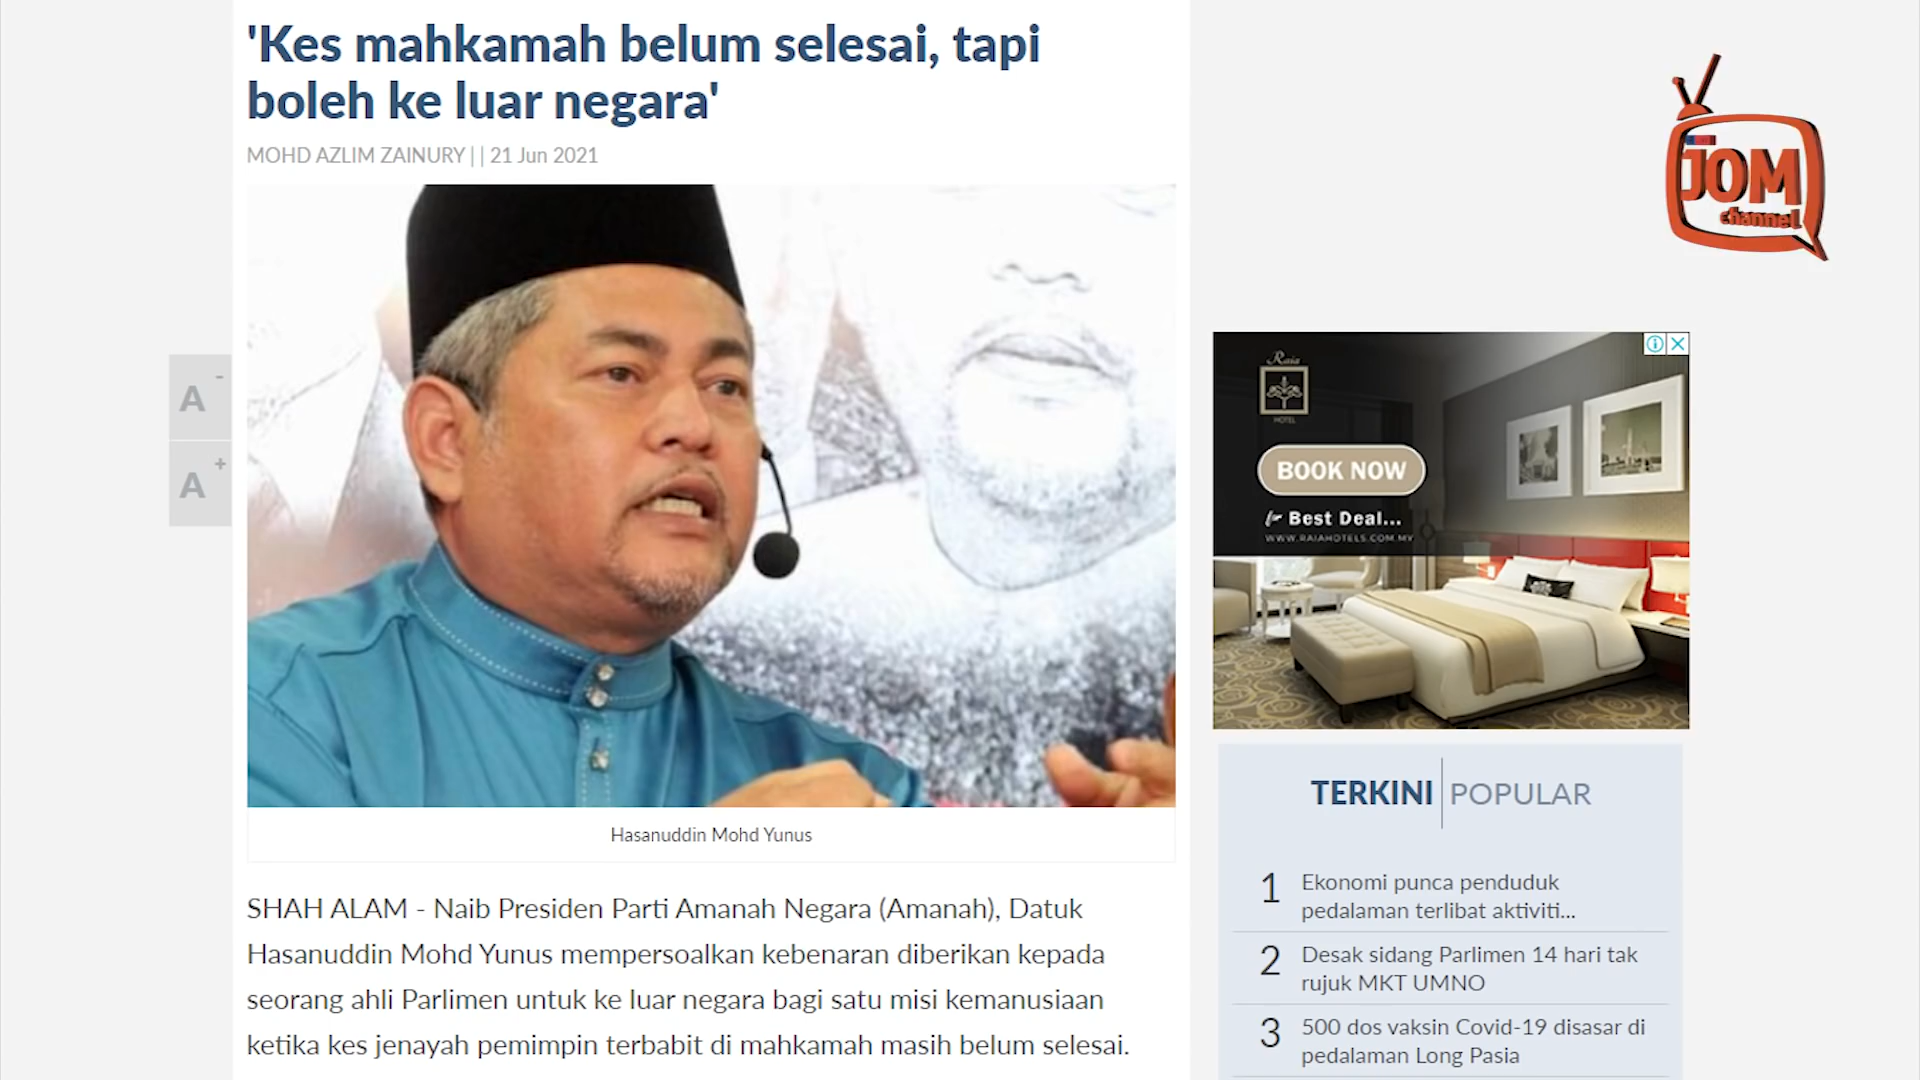 'Kes mahkamah belum selesai, tapi
boleh ke luar negara'
MOHD AZLIM ZAINURY | | 21 Jun 2021
JOM
channel
A -
A +
Raia
HOTEL
BOOK NOW
for Best Deal...
WWW.RAIAHOTELS.COM.MY
Hasanuddin Mohd Yunus
SHAH ALAM - Naib Presiden Parti Amanah Negara (Amanah), Datuk
Hasanuddin Mohd Yunus mempersoalkan kebenaran diberikan kepada
seorang ahli Parlimen untuk ke luar negara bagi satu misi kemanusiaan
ketika kes jenayah pemimpin terbabit di mahkamah masih belum selesai.
TERKINI POPULAR
1 Ekonomi punca penduduk
pedalaman terlibat aktiviti...
2 Desak sidang Parlimen 14 hari tak
rujuk MKT UMNO
3 500 dos vaksin Covid-19 disasar di
pedalaman Long Pasia